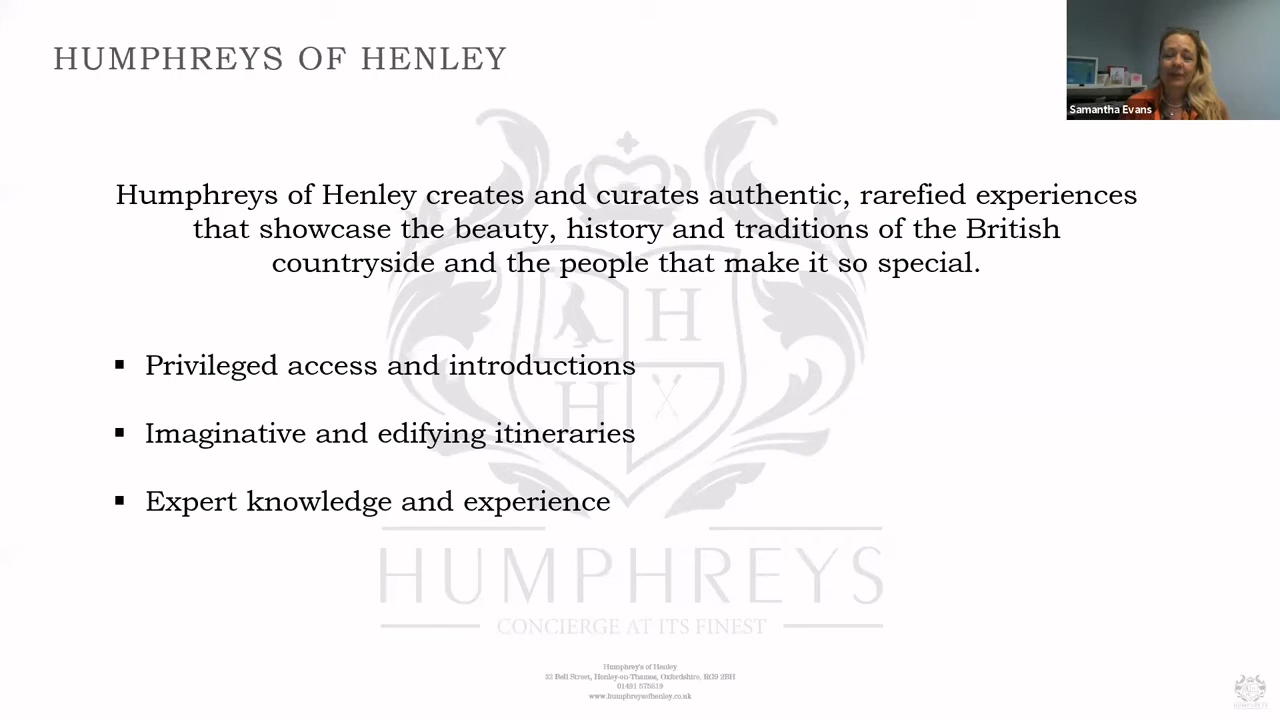 HUMPHREYS OF HENLEY
Samantha Evans
Humphreys of Henley creates and curates authentic, rarefied experiences
that showcase the beauty, history and traditions of the British
countryside and the people that make it so special.
H
▪ Privileged access and introductions
H
▪ Imaginative and edifying itineraries
▪ Expert knowledge and experience
HUMPHREYS
CONCIERGE AT ITS FINEST
Humphrey's of Henley
32 Bell Street, Henley-on-Thames, Oxfordshire, RG9 2BH
01491 575619
www.humphreysofhenley.co.uk
HUMPHREYS